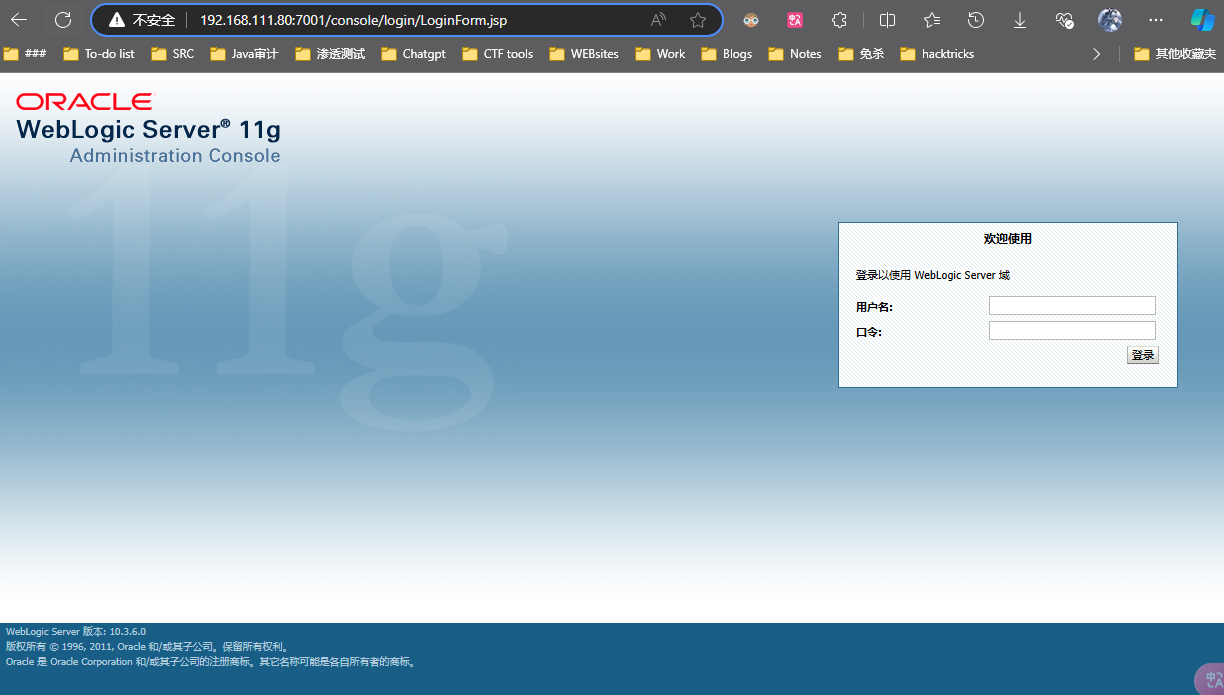 不安全 192.168.111.80:7001/console/login/LoginForm.jsp
### To-do list SRC Java审计 渗透测试 Chatgpt CTF tools WEBsites Work Blogs Notes 免杀 hacktricks 其他收藏夹
ORACLE
WebLogic Server® 11g
Administration Console
11g
欢迎使用
登录以使用 WebLogic Server 域
用户名:
口令:
登录
WebLogic Server 版本: 10.3.6.0
版权所有 © 1996, 2011, Oracle 和/或其子公司。保留所有权利。
Oracle 是 Oracle Corporation 和/或其子公司的注册商标。其它名称可能是各自所有者的商标。